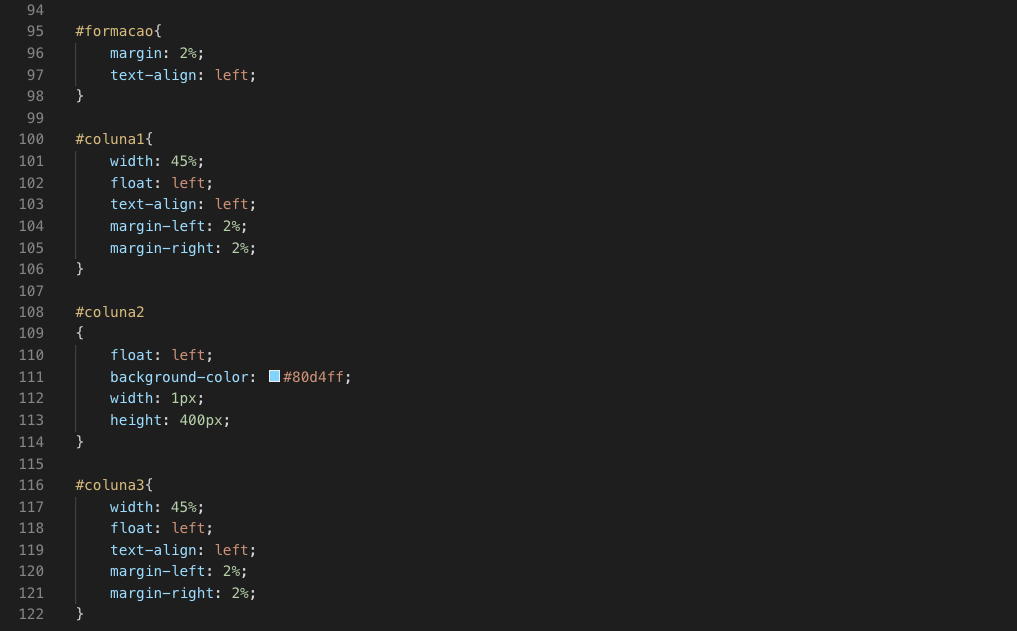 94
95 #formacao{
96 margin: 2%;
97 text-align: left;
98 }
99
100 #coluna1{
101 width: 45%;
102 float: left;
103 text-align: left;
104 margin-left: 2%;
105 margin-right: 2%;
106 }
107
108 #coluna2
109 {
110 float: left;
111 background-color: #80d4ff;
112 width: 1px;
113 height: 400px;
114 }
115
116 #coluna3{
117 width: 45%;
118 float: left;
119 text-align: left;
120 margin-left: 2%;
121 margin-right: 2%;
122 }